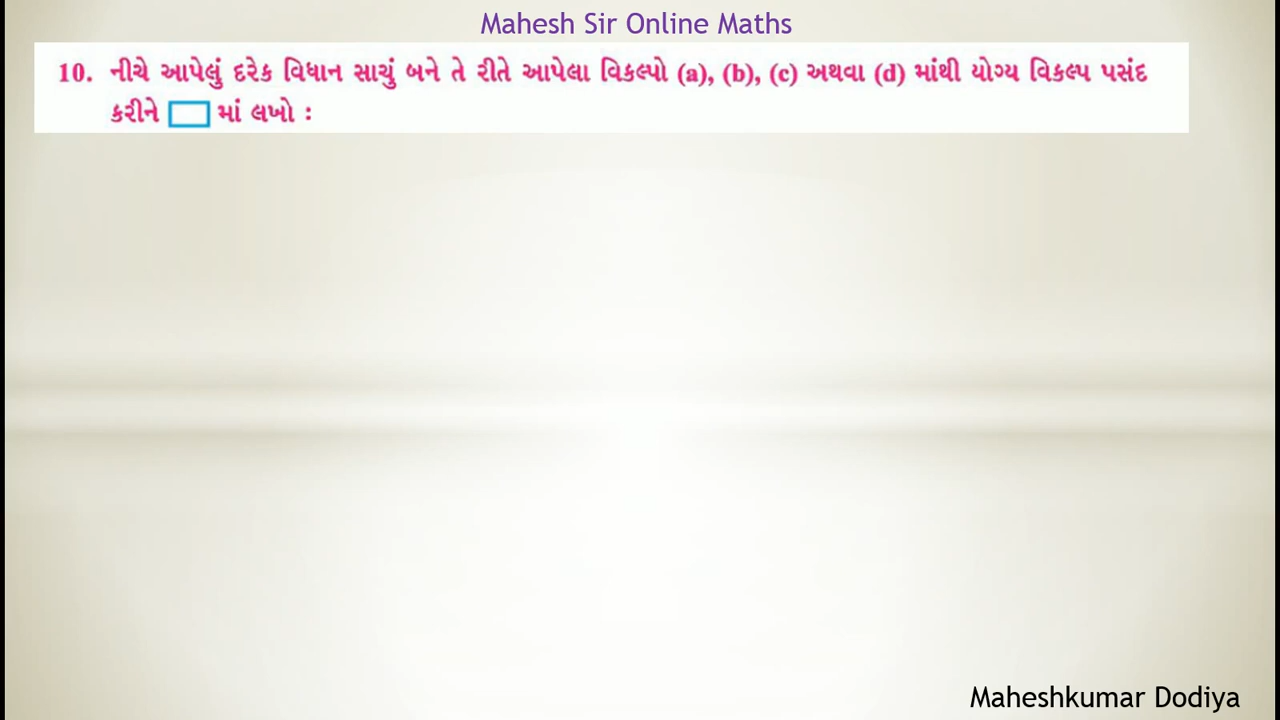 Mahesh Sir Online Maths
10. નીચે આપેલું દરેક વિધાન સાચું બને તે રીતે આપેલા વિકલ્પો (a), (b), (c) અથવા (d) માંથી યોગ્ય વિકલ્પ પસંદ
કરીને માં લખો :
Maheshkumar Dodiya